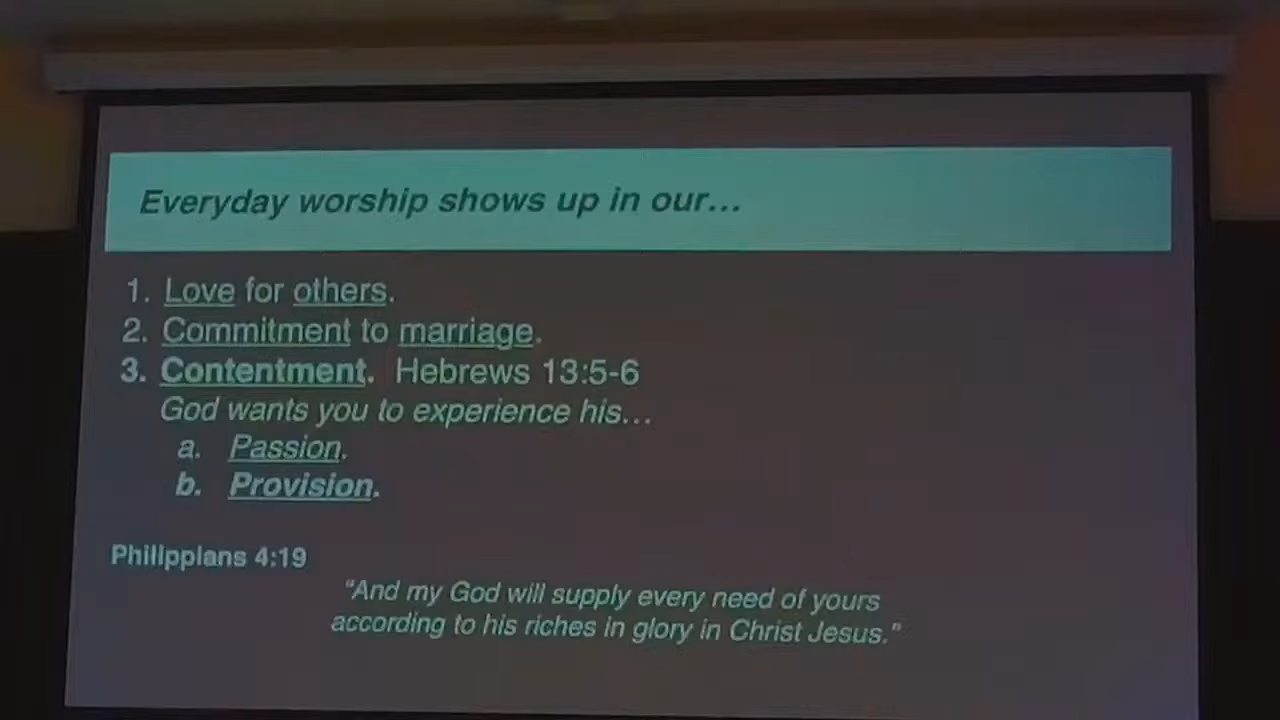 Everyday worship shows up in our...
1. Love for others.
2. Commitment to marriage.
3. Contentment. Hebrews 13:5-6
God wants you to experience his...
a. Passion.
b. Provision.
Philippians 4:19
"And my God will supply every need of yours
according to his riches in glory in Christ Jesus."